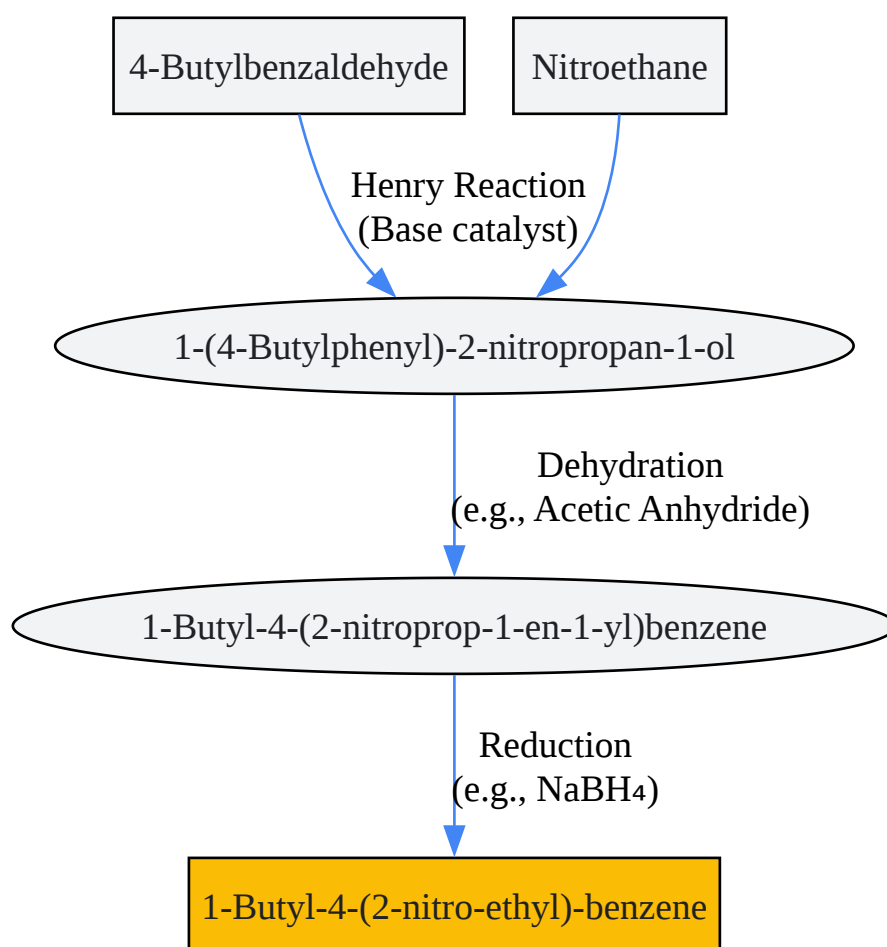 4-Butylbenzaldehyde
Nitroethane
Henry Reaction
(Base catalyst)
1-(4-Butylphenyl)-2-nitropropan-1-ol
Dehydration
(e.g., Acetic Anhydride)
1-Butyl-4-(2-nitroprop-1-en-1-yl)benzene
Reduction
(e.g., NaBH₄)
1-Butyl-4-(2-nitro-ethyl)-benzene